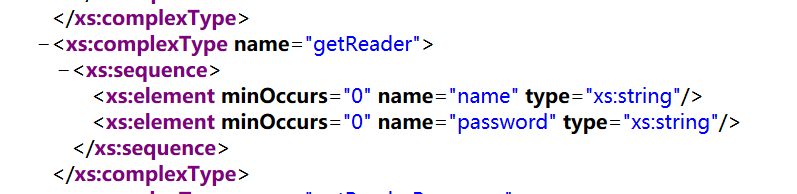 </xs:complexType>
–<xs:complexType name="getReader">
–<xs:sequence>
<xs:element minOccurs="0" name="name" type="xs:string"/>
<xs:element minOccurs="0" name="password" type="xs:string"/>
</xs:sequence>
</xs:complexType>